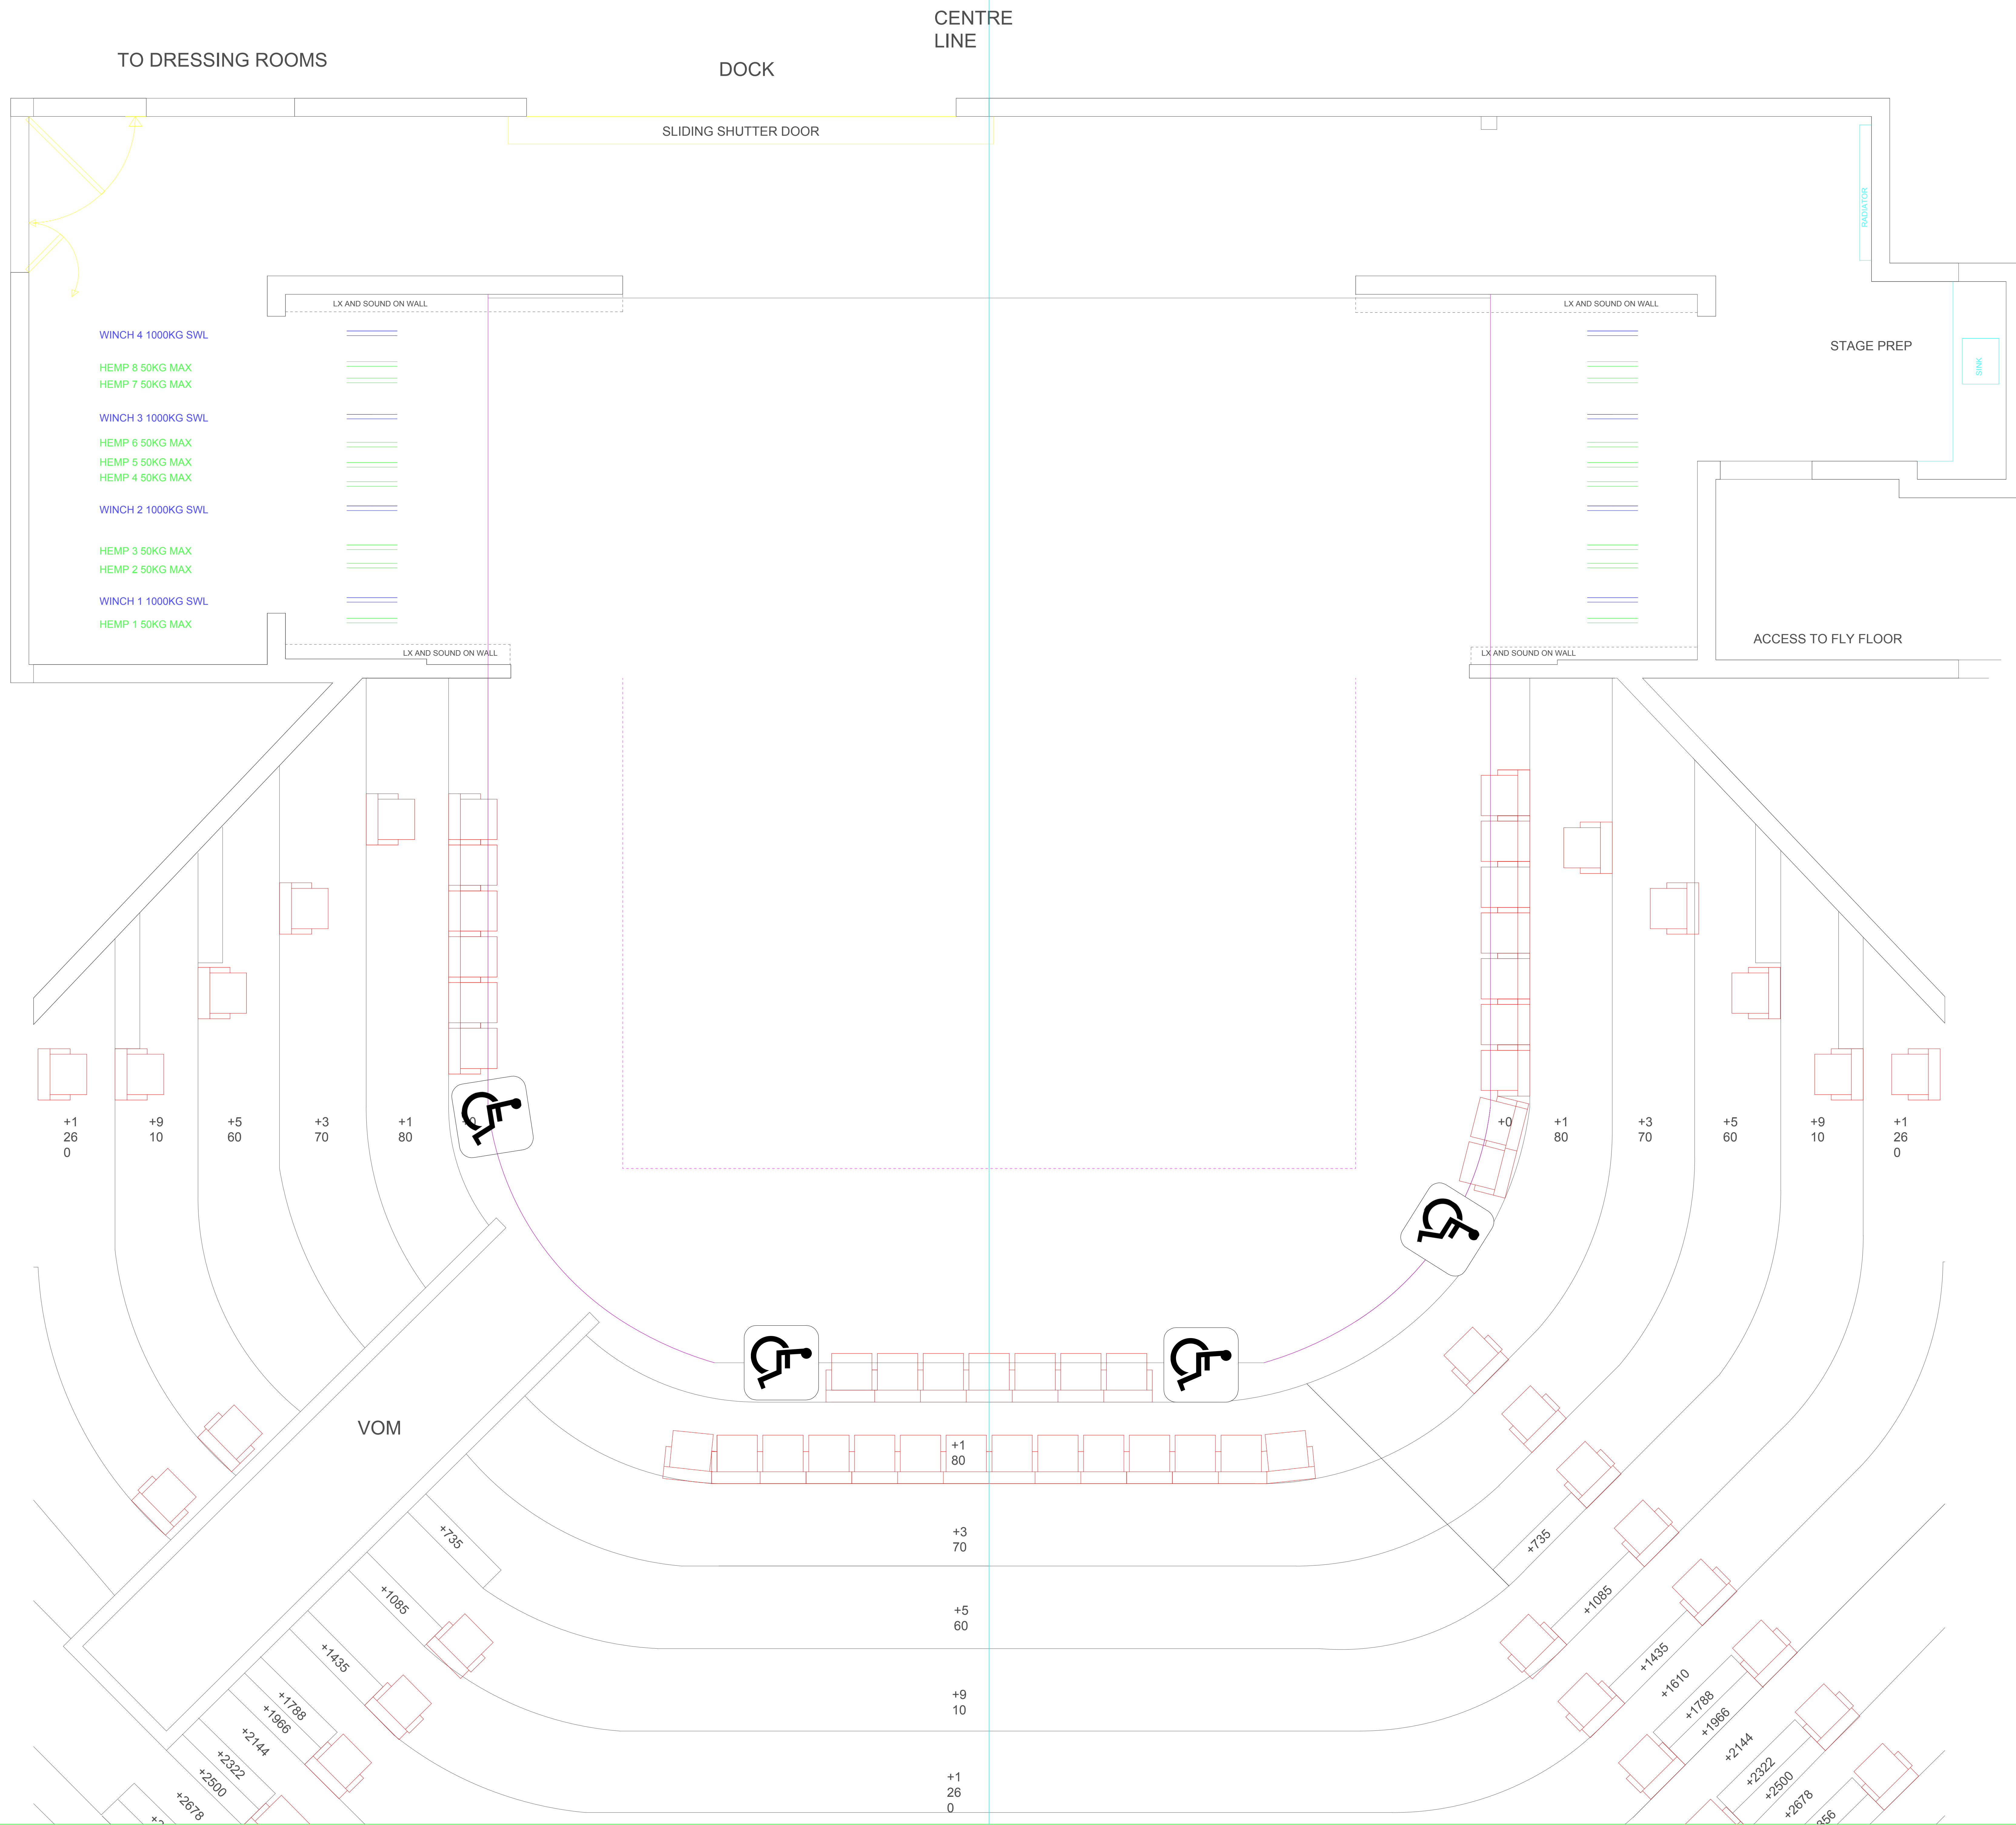 CENTRE
LINE
TO DRESSING ROOMS
DOCK
SLIDING SHUTTER DOOR
RADIATOR
LX AND SOUND ON WALL
LX AND SOUND ON WALL
WINCH 4 1000KG SWL
STAGE PREP
SINK
HEMP 8 50KG MAX
HEMP 7 50KG MAX
WINCH 3 1000KG SWL
HEMP 6 50KG MAX
HEMP 5 50KG MAX
HEMP 4 50KG MAX
WINCH 2 1000KG SWL
HEMP 3 50KG MAX
HEMP 2 50KG MAX
WINCH 1 1000KG SWL
HEMP 1 50KG MAX
ACCESS TO FLY FLOOR
LX AND SOUND ON WALL
LX AND SOUND ON WALL
+1
26
0
+9
10
+5
60
+3
70
+1
80
+0
+1
80
+3
70
+5
60
+9
10
+1
26
0
VOM
+1
80
+3
70
+5
60
+9
10
+1
26
0
+735
+1085
+1435
+1788
+1966
+2144
+2322
+2500
+2678
+735
+1085
+1435
+1610
+1788
+1966
+2144
+2322
+2500
+2678